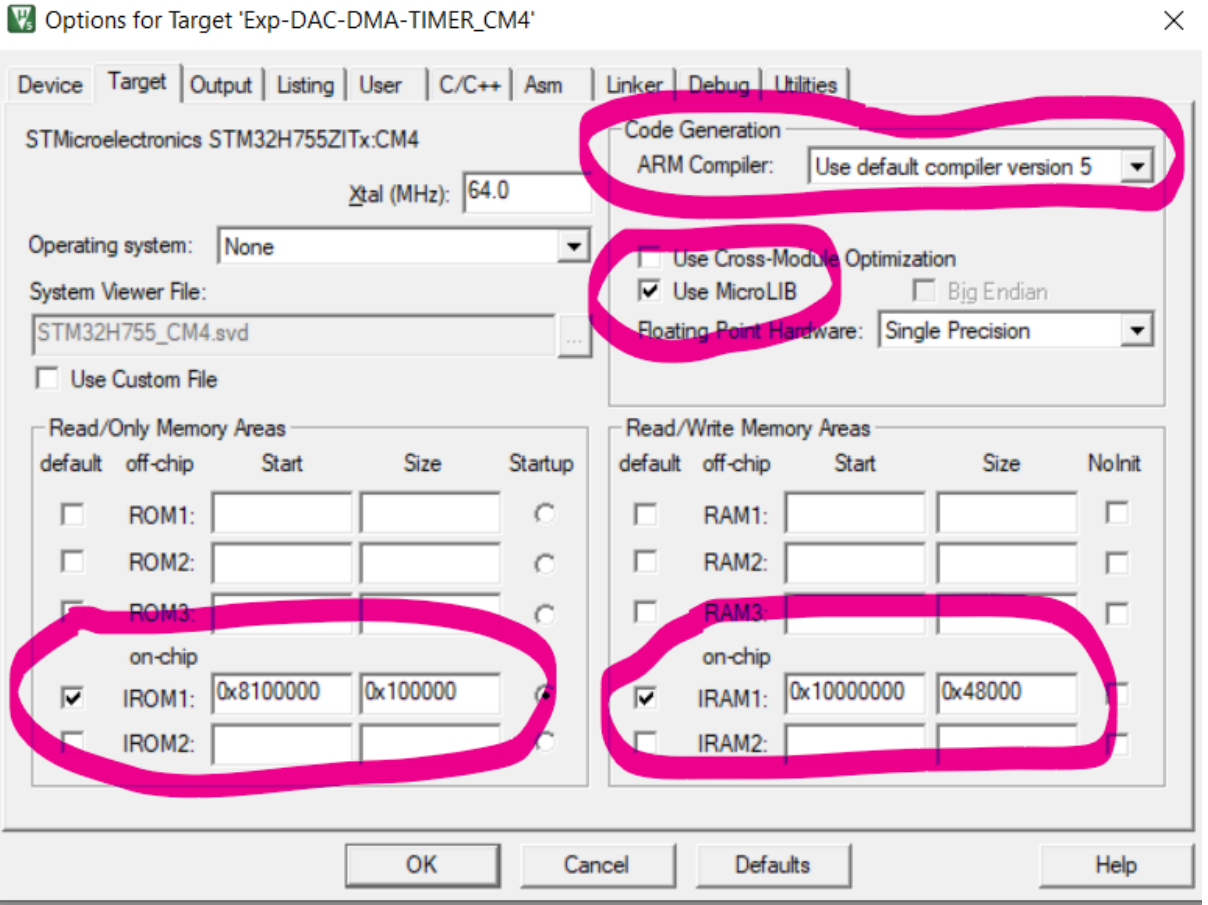 Options for Target 'Exp-DAC-DMA-TIMER_CM4'
Device Target Output Listing User C/C++ Asm Linker Debug Utilities
STMicroelectronics STM32H755ZITx:CM4
Xtal (MHz): 64.0
Operating system: None
System Viewer File:
STM32H755_CM4.svd ...
Use Custom File
Code Generation
ARM Compiler: Use default compiler version 5
Use Cross-Module Optimization
Use MicroLIB Big Endian
Floating Point Hardware: Single Precision
Read/Only Memory Areas
default off-chip Start Size Startup
ROM1:
ROM2:
ROM3:
on-chip
IROM1: 0x8100000 0x100000
IROM2:
Read/Write Memory Areas
default off-chip Start Size NoInit
RAM1:
RAM2:
RAM3:
on-chip
IRAM1: 0x10000000 0x48000
IRAM2:
OK Cancel Defaults Help